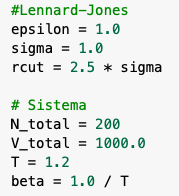 #Lennard-Jones
epsilon = 1.0
sigma = 1.0
rcut = 2.5 * sigma
# Sistema
N_total = 200
V_total = 1000.0
T = 1.2
beta = 1.0 / T